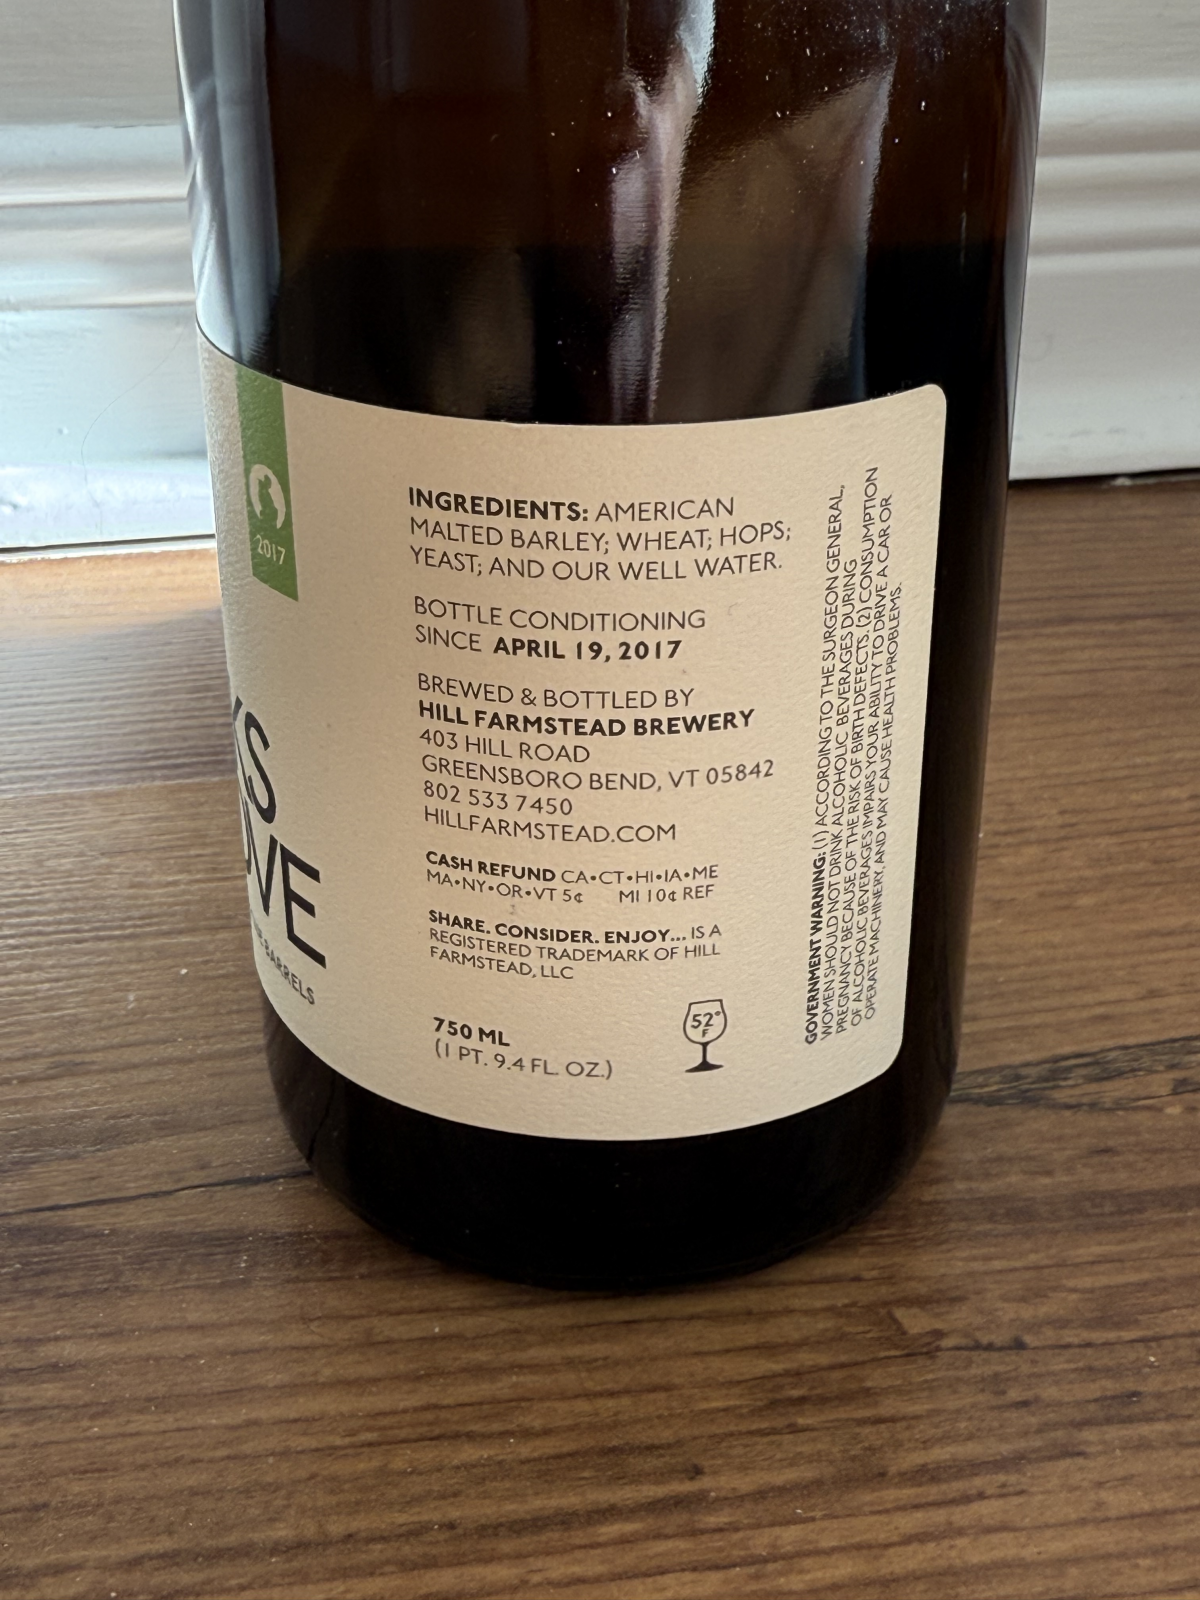 2017
KS
OVE
BARRELS
INGREDIENTS: AMERICAN
MALTED BARLEY; WHEAT; HOPS;
YEAST; AND OUR WELL WATER.
BOTTLE CONDITIONING
SINCE APRIL 19, 2017
BREWED & BOTTLED BY
HILL FARMSTEAD BREWERY
403 HILL ROAD
GREENSBORO BEND, VT 05842
802 533 7450
HILLFARMSTEAD.COM
CASH REFUND CA•CT•HI•IA•ME
MA•NY•OR•VT 5¢ MI 10¢ REF
SHARE. CONSIDER. ENJOY... IS A
REGISTERED TRADEMARK OF HILL
FARMSTEAD, LLC
750 ML
(1 PT. 9.4 FL. OZ.)
52°
F
GOVERNMENT WARNING: (1) ACCORDING TO THE SURGEON GENERAL,
WOMEN SHOULD NOT DRINK ALCOHOLIC BEVERAGES DURING
PREGNANCY BECAUSE OF THE RISK OF BIRTH DEFECTS. (2) CONSUMPTION
OF ALCOHOLIC BEVERAGES IMPAIRS YOUR ABILITY TO DRIVE A CAR OR
OPERATE MACHINERY, AND MAY CAUSE HEALTH PROBLEMS.